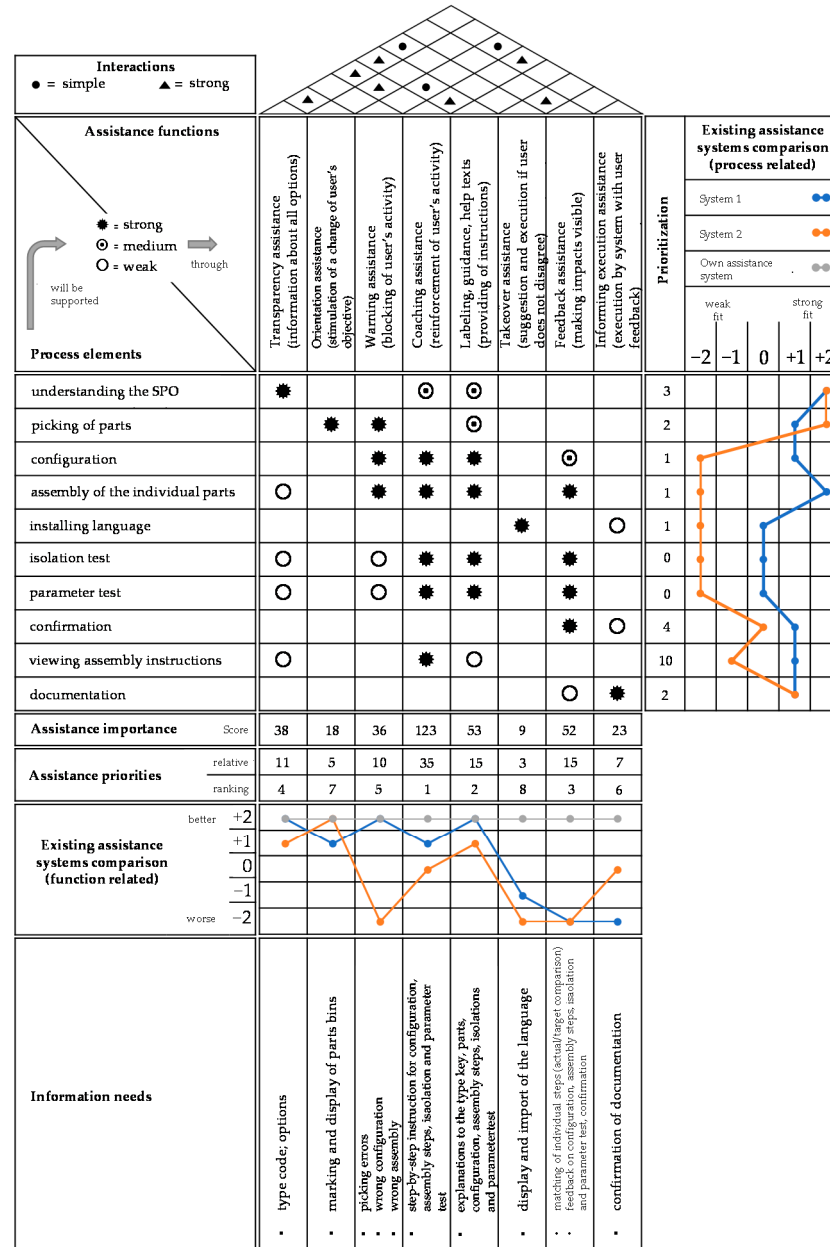 Interactions
= simple
= strong
Assistance functions
= strong
= medium
= weak
will be
supported
through
Process elements
Transparency assistance
(information about all options)
Orientation assistance
(stimulation of a change of user's
objective)
Warning assistance
(blocking of user's activity)
Coaching assistance
(reinforcement of user's activity)
Labeling, guidance, help texts
(providing of instructions)
Takeover assistance
(suggestion and execution if user
does not disagree)
Feedback assistance
(making impacts visible)
Informing execution assistance
(execution by system with user
feedback)
Prioritization
Existing assistance
systems comparison
(process related)
System 1
System 2
Own assistance
system
weak
fit
strong
fit
−2 −1 0 +1 +2
understanding the SPO 3
picking of parts 2
configuration 1
assembly of the individual parts 1
installing language 1
isolation test 0
parameter test 0
confirmation 4
viewing assembly instructions 10
documentation 2
Assistance importance Score 38 18 36 123 53 9 52 23
Assistance priorities
relative 11 5 10 35 15 3 15 7
ranking 4 7 5 1 2 8 3 6
Existing assistance
systems comparison
(function related)
better +2
+1
0
−1
worse −2
Information needs
▪ type code; options
▪ marking and display of parts bins
▪ picking errors
▪ wrong configuration
▪ wrong assembly
▪ step-by-step instruction for configuration,
assembly steps, isaolation and parameter
test
▪ explanations to the type key, parts,
configuration, assembly steps, isolations
and parametertest
▪ display and import of the language
▪ matching of individual steps (actual/target comparison)
▪ feedback on configuration, assembly steps, isaolation
and parameter test, confirmation
▪ confirmation of documentation